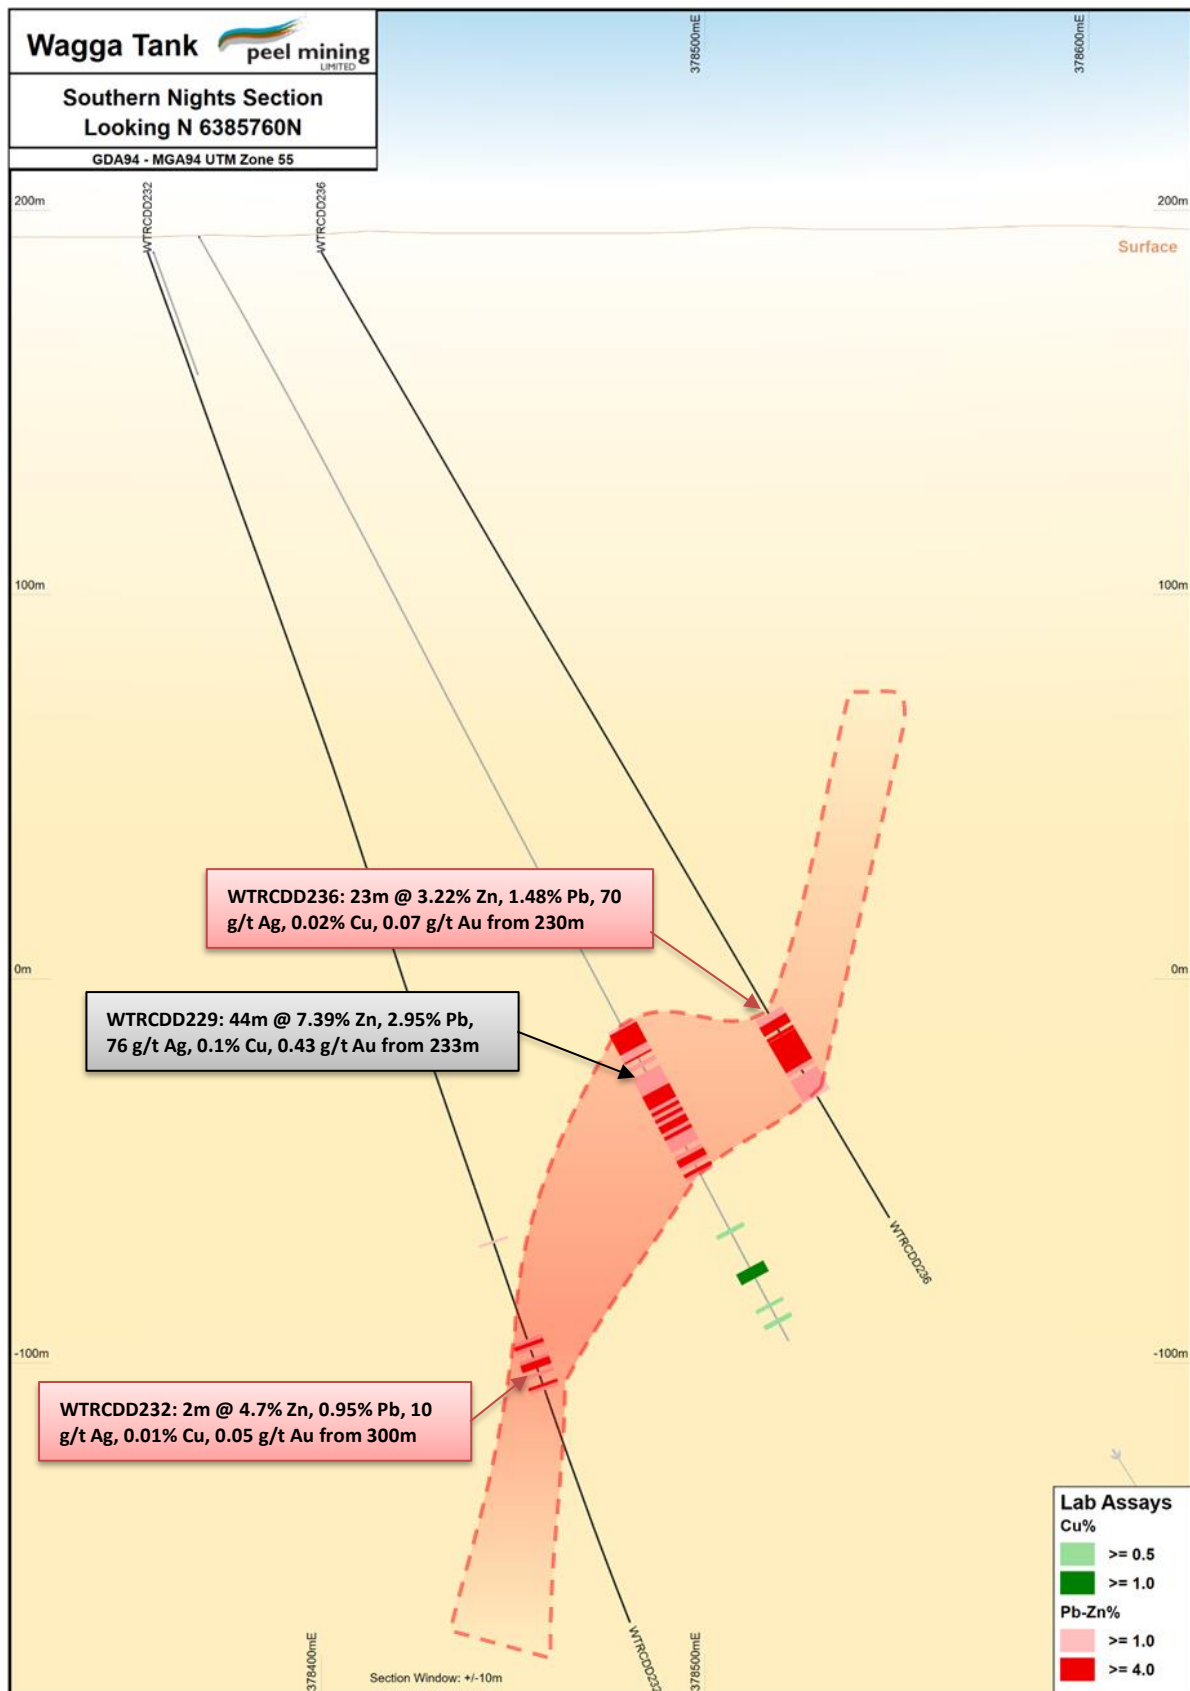 Wagga Tank
peel mining
LIMITED
Southern Nights Section
Looking N 6385760N
GDA94 - MGA94 UTM Zone 55
378500mE
378600mE
200m
WTRCDD232
WTRCDD236
200m
Surface
100m
100m
WTRCDD236: 23m @ 3.22% Zn, 1.48% Pb, 70
g/t Ag, 0.02% Cu, 0.07 g/t Au from 230m
0m
0m
WTRCDD229: 44m @ 7.39% Zn, 2.95% Pb,
76 g/t Ag, 0.1% Cu, 0.43 g/t Au from 233m
WTRCDD236
-100m
-100m
WTRCDD232: 2m @ 4.7% Zn, 0.95% Pb, 10
g/t Ag, 0.01% Cu, 0.05 g/t Au from 300m
Lab Assays
Cu%
>= 0.5
>= 1.0
Pb-Zn%
>= 1.0
>= 4.0
378400mE
Section Window: +/-10m
WTRCDD232
378500mE